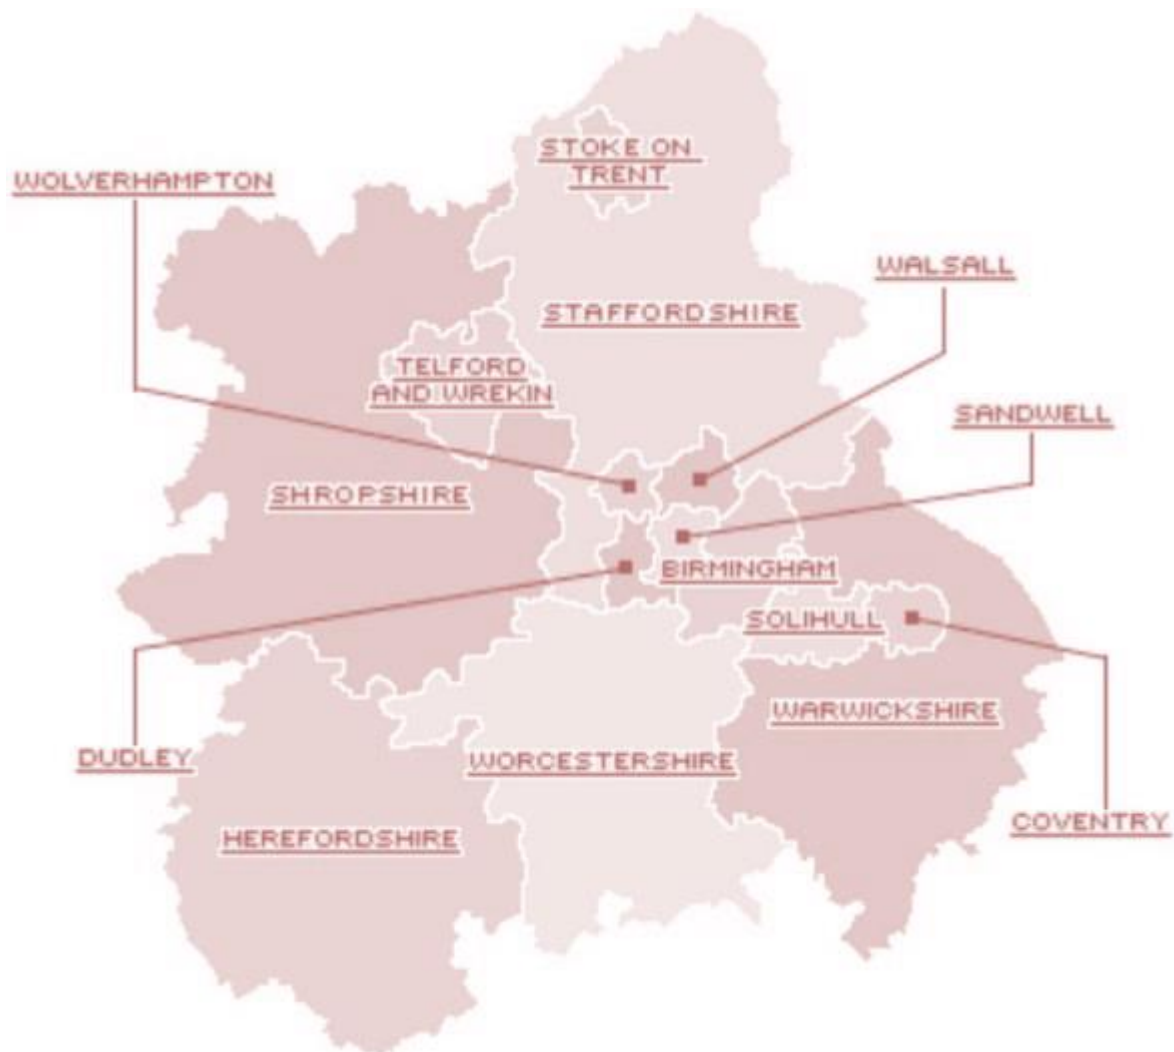 STOKE ON
TRENT
WOLVERHAMPTON
WALSALL
STAFFORDSHIRE
TELFORD
AND WREKIN
SANDWELL
SHROPSHIRE
BIRMINGHAM
SOLIHULL
WARWICKSHIRE
DUDLEY
WORCESTERSHIRE
COVENTRY
HEREFORDSHIRE